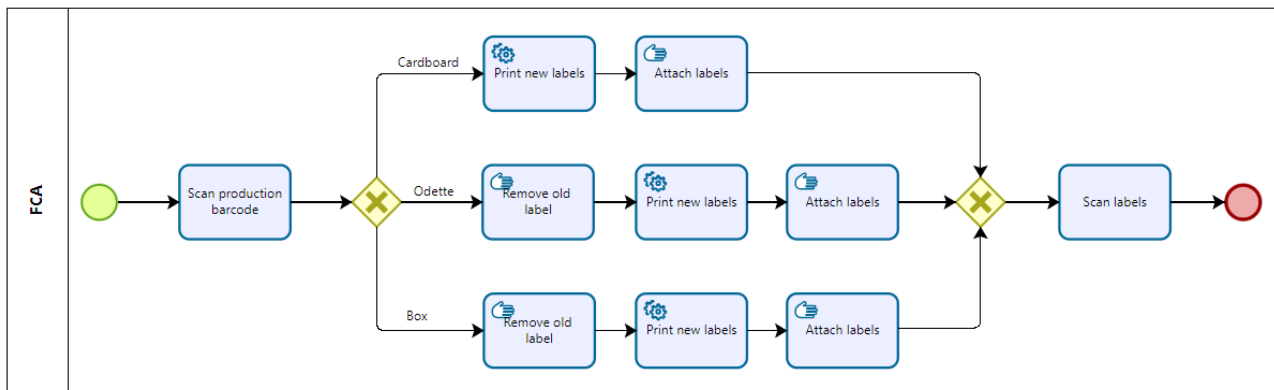 FCA
Scan production
barcode
Cardboard
Print new labels
Attach labels
Odette
Remove old
label
Print new labels
Attach labels
Scan labels
Box
Remove old
label
Print new labels
Attach labels